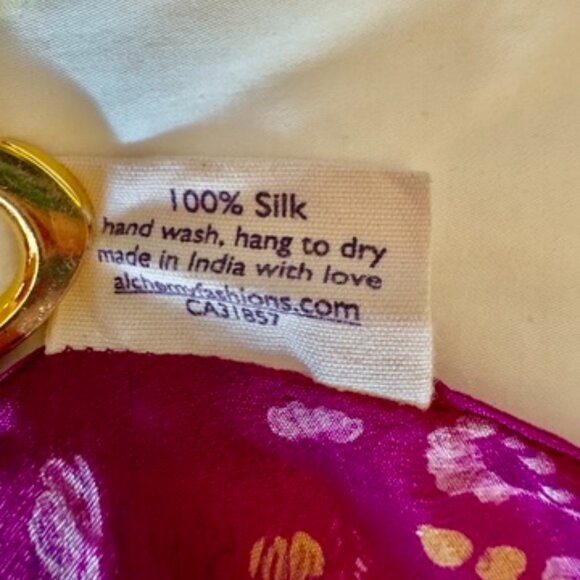 100% Silk
hand wash, hang to dry
made in India with love
alchemyfashions.com
CA31857